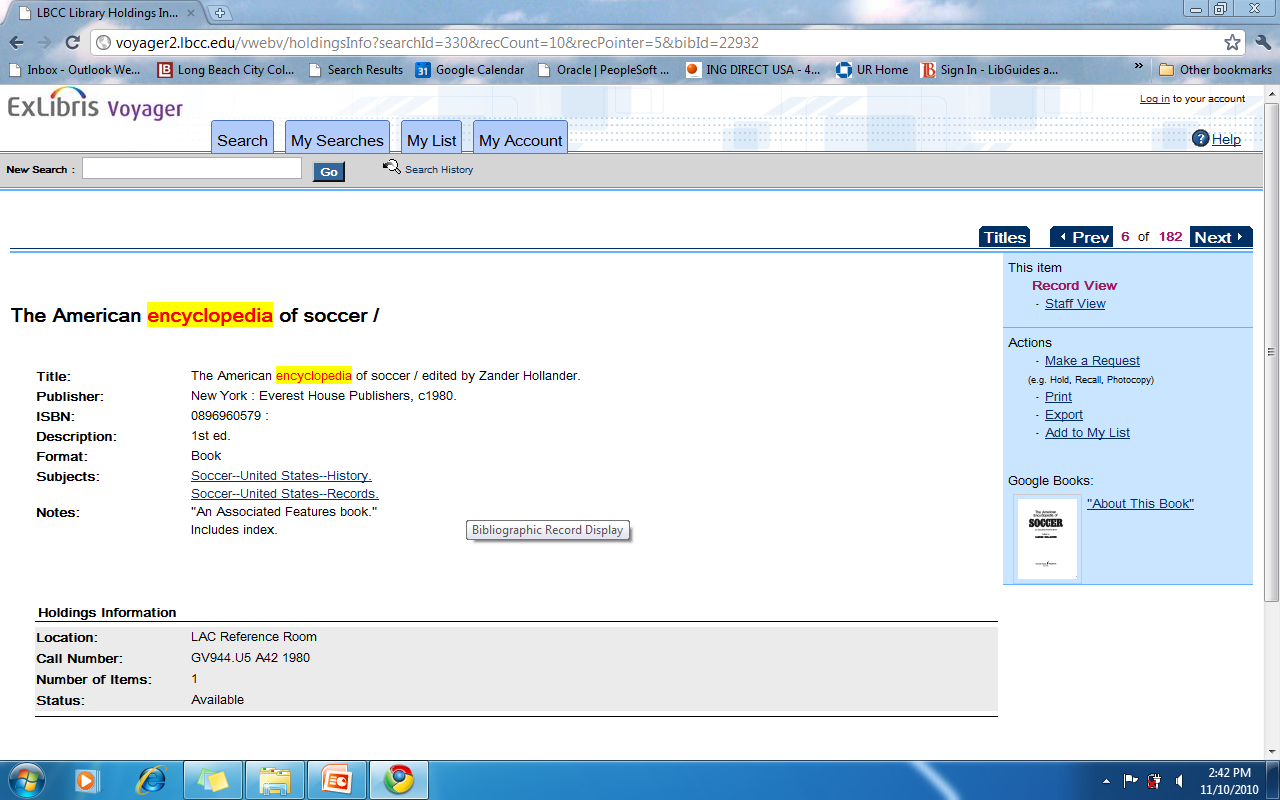 LBCC Library Holdings In...
voyager2.lbcc.edu/vwebv/holdingsInfo?searchId=330&recCount=10&recPointer=5&bibId=22932
Inbox - Outlook We... Long Beach City Col... Search Results 31 Google Calendar Oracle | PeopleSoft ... ING DIRECT USA - 4... UR Home Sign In - LibGuides a... » Other bookmarks
ExLibris Voyager
Log in to your account
Search My Searches My List My Account
? Help
New Search : Go Search History
Titles Prev 6 of 182 Next
This item
Record View
- Staff View
The American encyclopedia of soccer /
Actions
- Make a Request
(e.g. Hold, Recall, Photocopy)
- Print
- Export
- Add to My List
Title: The American encyclopedia of soccer / edited by Zander Hollander.
Publisher: New York : Everest House Publishers, c1980.
ISBN: 0896960579 :
Description: 1st ed.
Format: Book
Subjects: Soccer--United States--History.
Soccer--United States--Records.
Notes: "An Associated Features book."
Includes index.
Bibliographic Record Display
Google Books:
"About This Book"
The American
Encyclopedia of
SOCCER
Holdings Information
Location: LAC Reference Room
Call Number: GV944.U5 A42 1980
Number of Items: 1
Status: Available
2:42 PM
11/10/2010